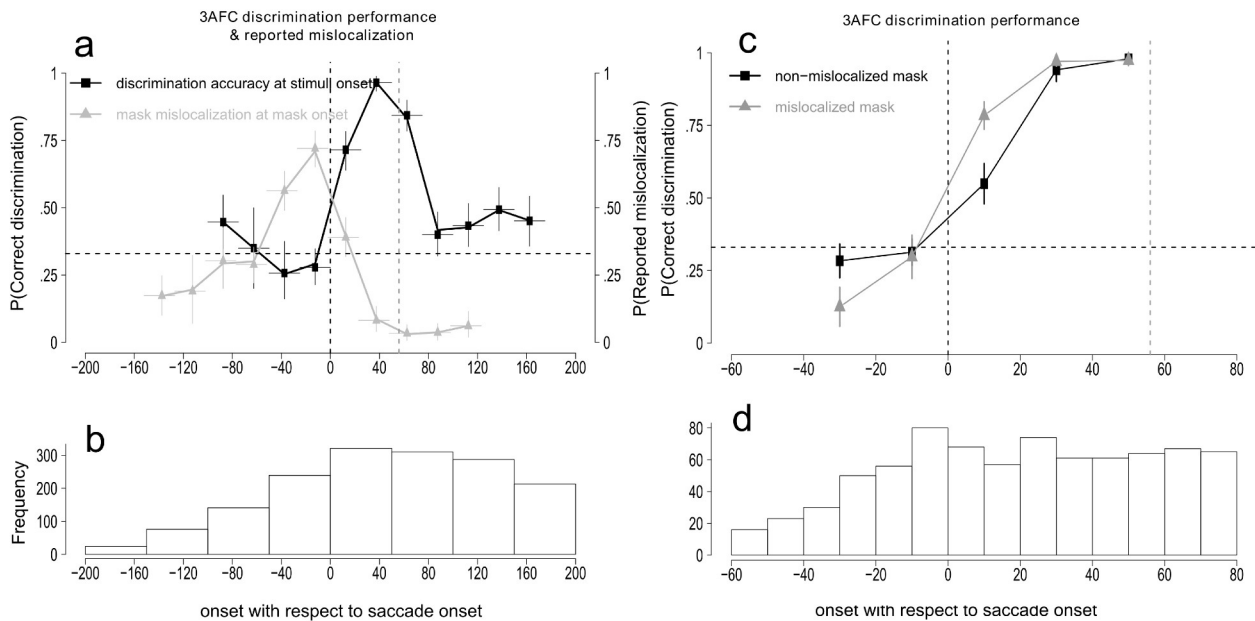 3AFC discrimination performance
& reported mislocalization
a
discrimination accuracy at stimuli onset
mask mislocalization at mask onset
P(Correct discrimination)
P(Reported mislocalization)
1
.75
.50
.25
0
1
.75
.50
.25
0
−200 −160 −120 −80 −40 0 40 80 120 160 200
b
Frequency
300
200
100
0
−200 −160 −120 −80 −40 0 40 80 120 160 200
onset with respect to saccade onset
3AFC discrimination performance
c
non−mislocalized mask
mislocalized mask
P(Correct discrimination)
1
.75
.50
.25
0
−60 −40 −20 0 20 40 60 80
d
80
60
40
20
0
−60 −40 −20 0 20 40 60 80
onset with respect to saccade onset